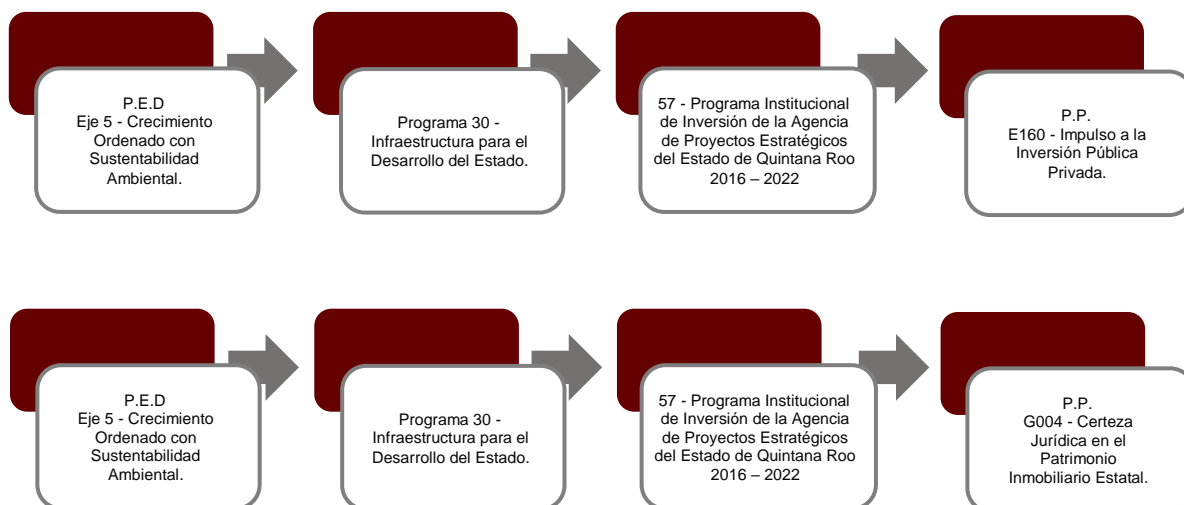 P.E.D
Eje 5 - Crecimiento
Ordenado con
Sustentabilidad
Ambiental.
Programa 30 -
Infraestructura para el
Desarrollo del Estado.
57 - Programa Institucional
de Inversión de la Agencia
de Proyectos Estratégicos
del Estado de Quintana Roo
2016 – 2022
P.P.
E160 - Impulso a la
Inversión Pública
Privada.
P.E.D
Eje 5 - Crecimiento
Ordenado con
Sustentabilidad
Ambiental.
Programa 30 -
Infraestructura para el
Desarrollo del Estado.
57 - Programa Institucional
de Inversión de la Agencia
de Proyectos Estratégicos
del Estado de Quintana Roo
2016 – 2022
P.P.
G004 - Certeza
Jurídica en el
Patrimonio
Inmobiliario Estatal.